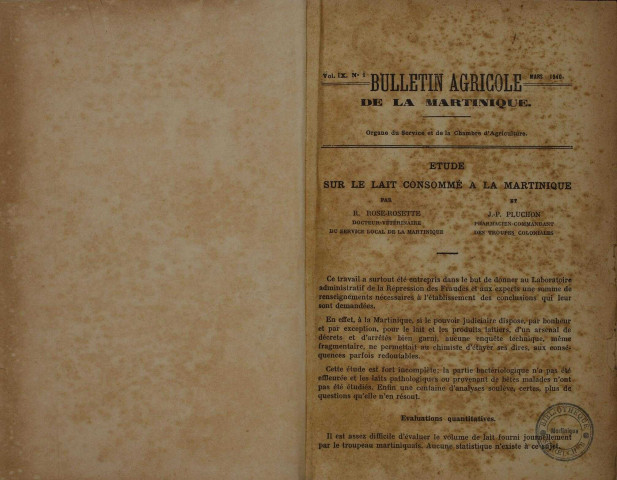 Vol. IX. N° 1 BULLETIN AGRICOLE MARS 1940.
DE LA MARTINIQUE.
Organe du Service et de la Chambre d'Agriculture.
ETUDE
SUR LE LAIT CONSOMMÉ A LA MARTINIQUE
PAR ET
R. ROSE-ROSETTE J.-P. PLUCHON
DOCTEUR-VÉTÉRINAIRE PHARMACIEN-COMMANDANT
DU SERVICE LOCAL DE LA MARTINIQUE DES TROUPES COLONIALES
Ce travail a surtout été entrepris dans le but de donner au Laboratoire
administratif de la Répression des Fraudes et aux experts une somme de
renseignements nécessaires à l'établissement des conclusions qui leur
sont demandées.
En effet, à la Martinique, si le pouvoir judiciaire dispose, par bonheur
et par exception, pour le lait et les produits laitiers, d'un arsenal de
décrets et d'arrêtés bien garni, aucune enquête technique, même
fragmentaire, ne permettait au chimiste d'étayer ses dires, aux consé
quences parfois redoutables.
Cette étude est fort incomplète; la partie bactériologique n'a pas été
effleurée et les laits pathologiques ou provenant de bêtes malades n'ont
pas été étudiés. Enfin une centaine d'analyses soulève, certes, plus de
questions qu'elle n'en résout.
Evaluations quantitatives.
Il est assez difficile d'évaluer le volume de lait fourni journellement
par le troupeau martiniquais. Aucune statistique n'existe à ce sujet.
BIBLIOTHEQUE
Martinique